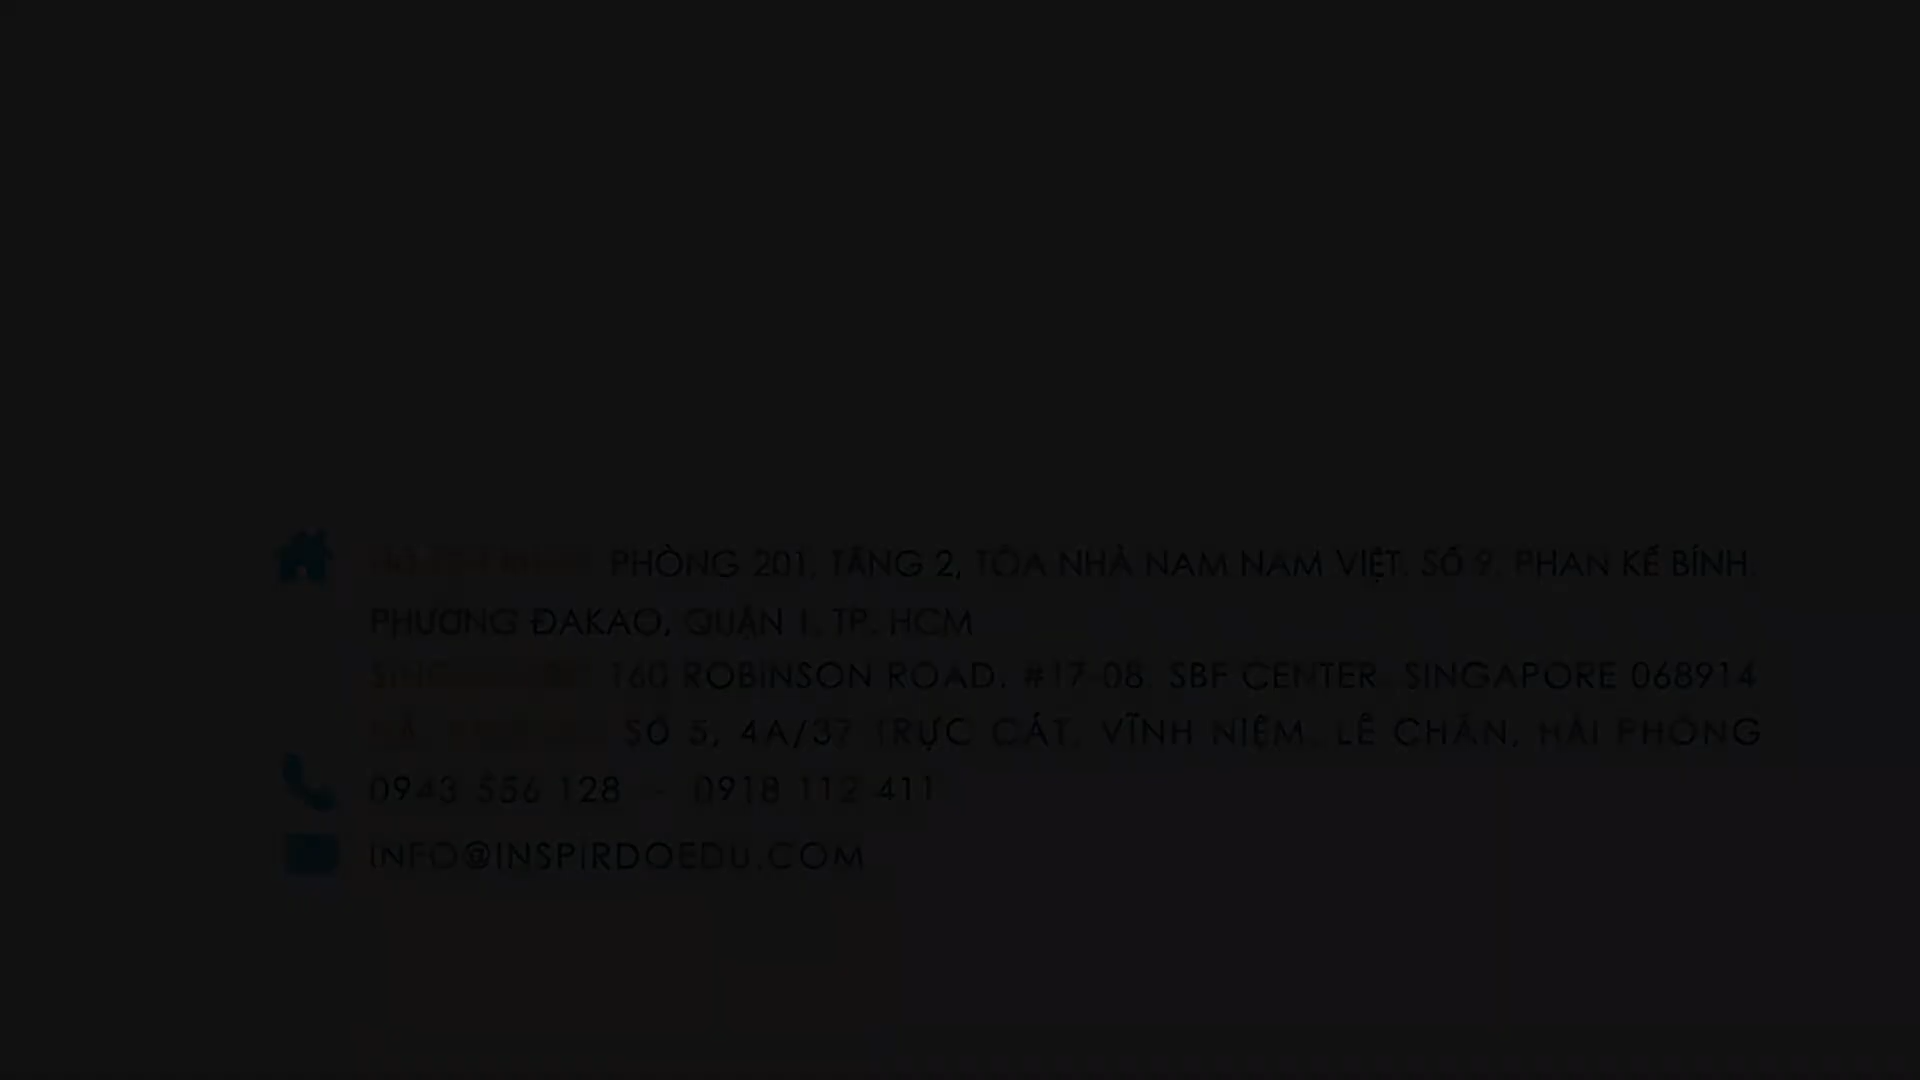 PHÒNG 201, TẦNG 2, TÒA NHÀ NAM NAM VIỆT, SỐ 9, PHAN KẾ BÍNH,
PHƯỜNG ĐAKAO, QUẬN 1, TP. HCM
160 ROBINSON ROAD, #17-08, SBF CENTER, SINGAPORE 068914
SỐ 5, 4A/37 TRỰC CÁT, VĨNH NIỆM, LÊ CHÂN, HẢI PHÒNG
0943 556 128 - 0918 112 411
INFO@INSPIRDOEDU.COM